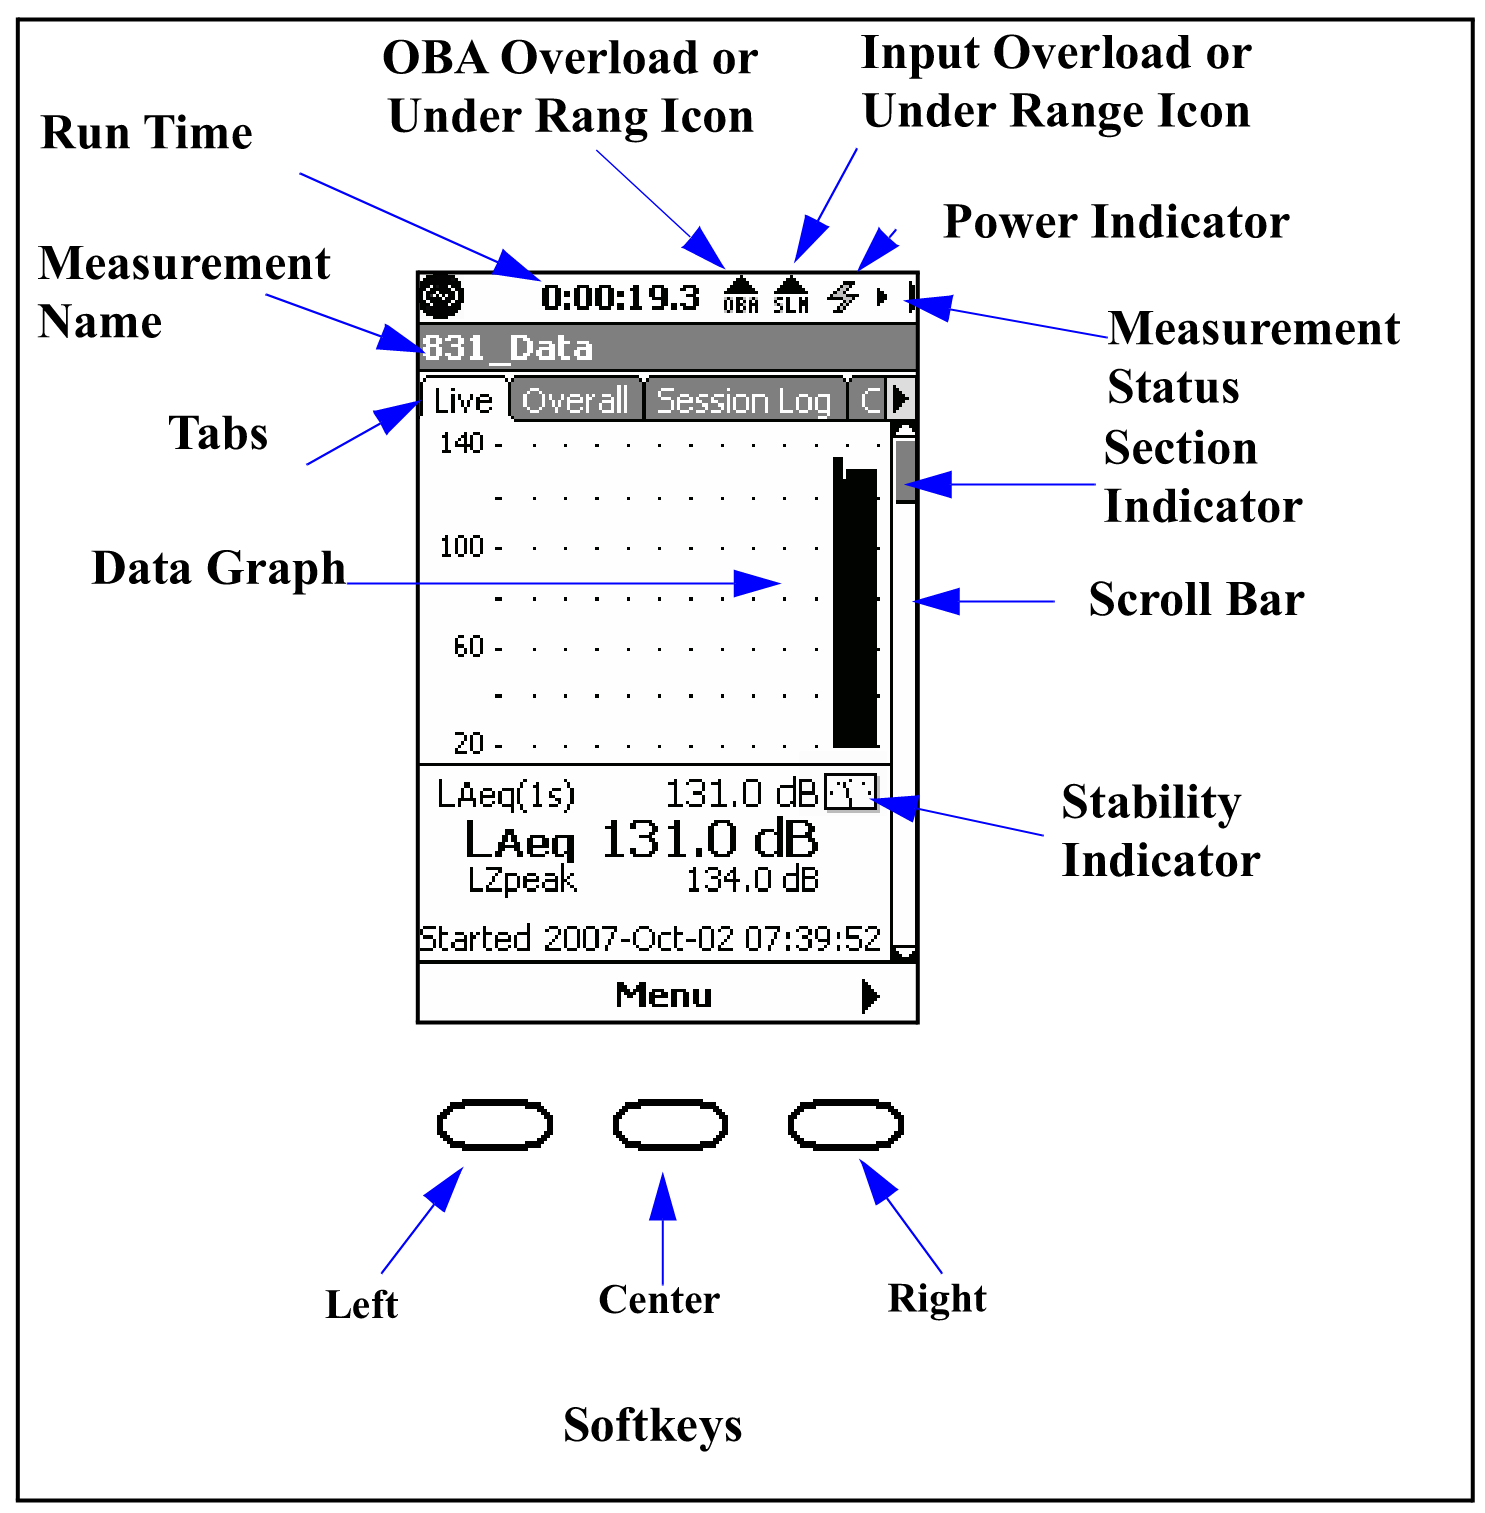 OBA Overload or
Under Rang Icon
Input Overload or
Under Range Icon
Run Time
Power Indicator
Measurement
Name
0:00:19.3
OBA
SLM
Measurement
Status
831_Data
Live
Overall
Session Log
C
Tabs
Section
Indicator
140
100
60
20
Data Graph
Scroll Bar
LAeq(1s) 131.0 dB
LAeq 131.0 dB
LZpeak 134.0 dB
Stability
Indicator
Started 2007-Oct-02 07:39:52
Menu
Left
Center
Right
Softkeys